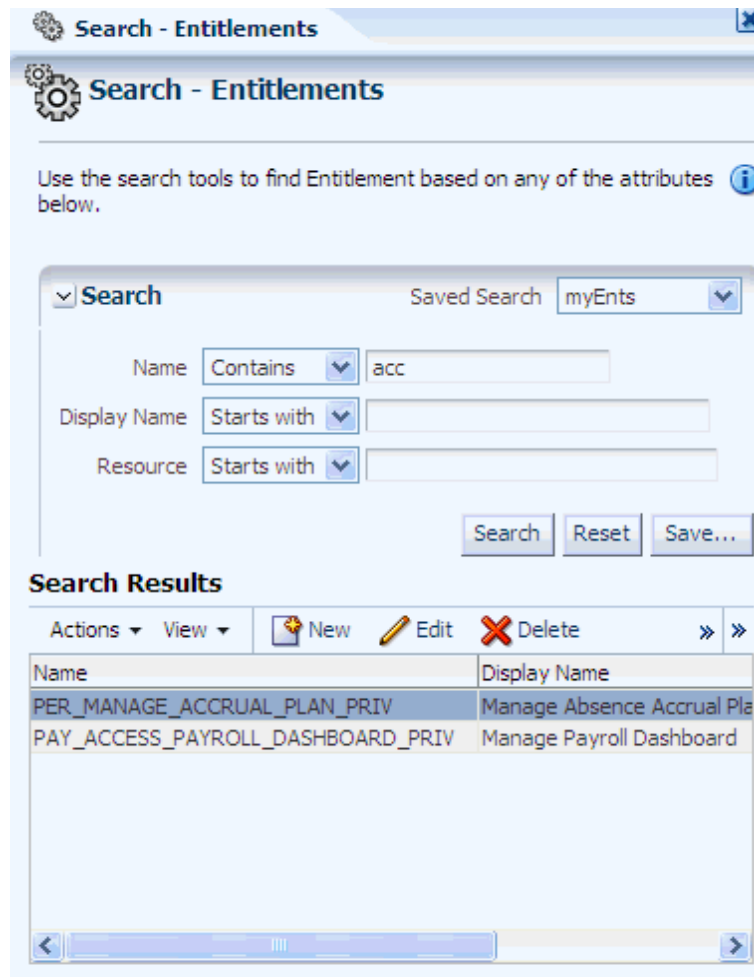 Search - Entitlements
Search - Entitlements
Use the search tools to find Entitlement based on any of the attributes
below.
Search Saved Search myEnts
Name Contains acc
Display Name Starts with
Resource Starts with
Search Reset Save...
Search Results
Actions View New Edit Delete » »
Name Display Name
PER_MANAGE_ACCRUAL_PLAN_PRIV Manage Absence Accrual Pla
PAY_ACCESS_PAYROLL_DASHBOARD_PRIV Manage Payroll Dashboard